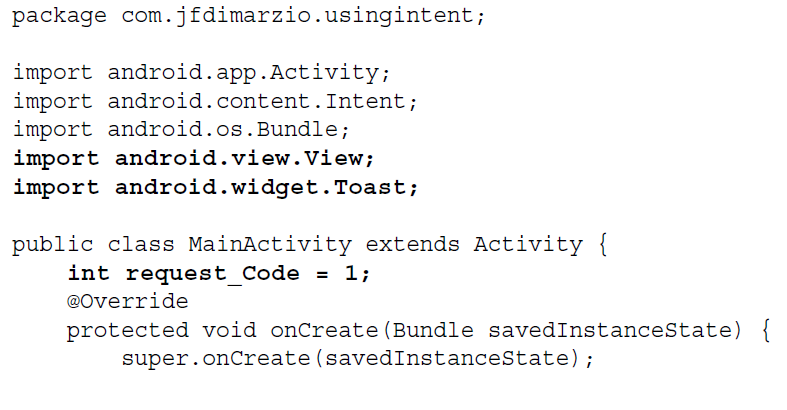 package com.jfdimarzio.usingintent;
import android.app.Activity;
import android.content.Intent;
import android.os.Bundle;
import android.view.View;
import android.widget.Toast;
public class MainActivity extends Activity {
int request_Code = 1;
@Override
protected void onCreate(Bundle savedInstanceState) {
super.onCreate(savedInstanceState);